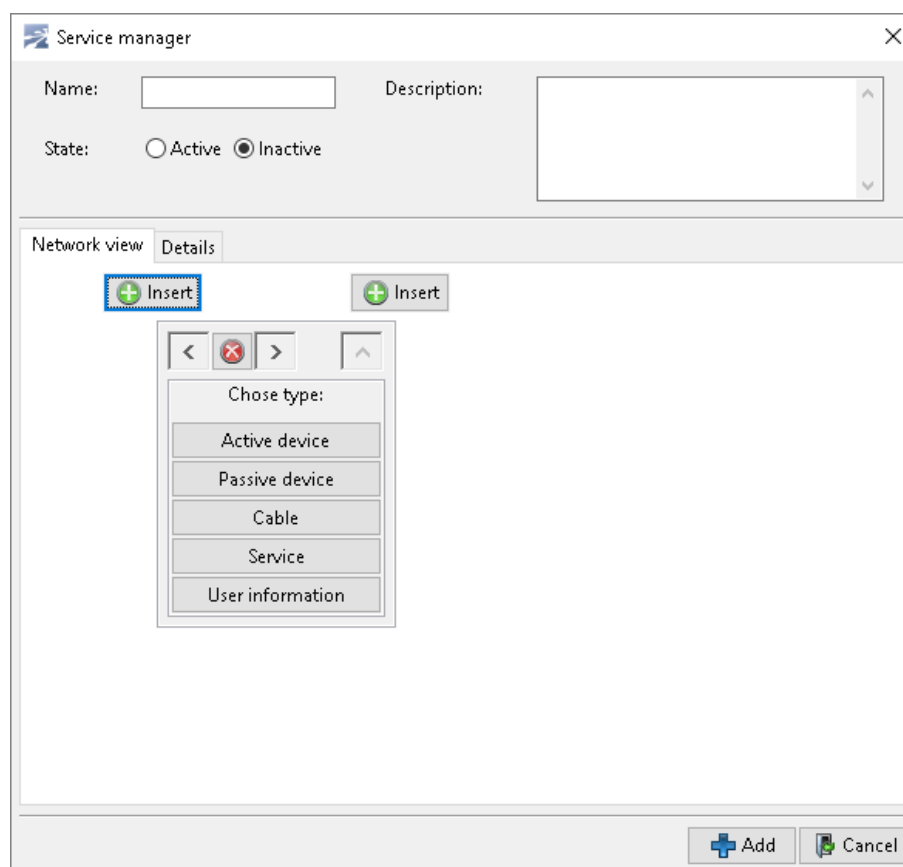 Service manager
Name:
Description:
State:
Active
Inactive
Network view
Details
Insert
Insert
Chose type:
Active device
Passive device
Cable
Service
User information
Add
Cancel